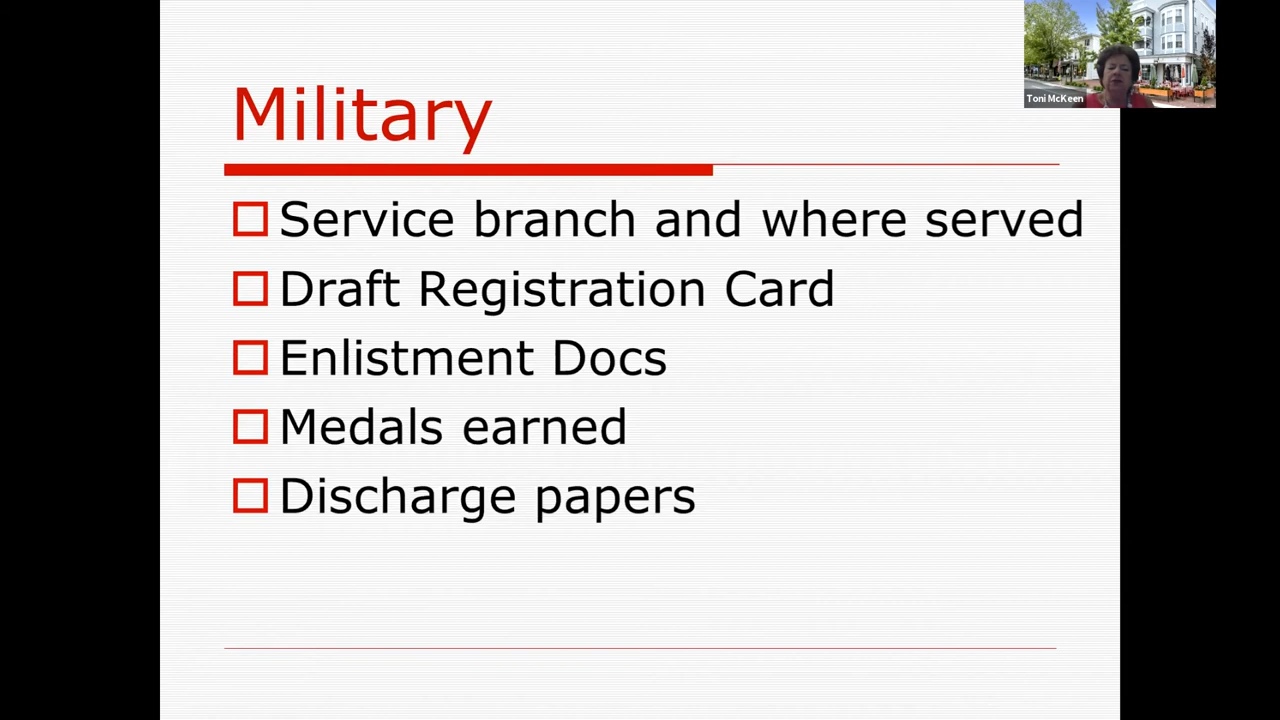 Military
Service branch and where served
Draft Registration Card
Enlistment Docs
Medals earned
Discharge papers
Toni McKeen